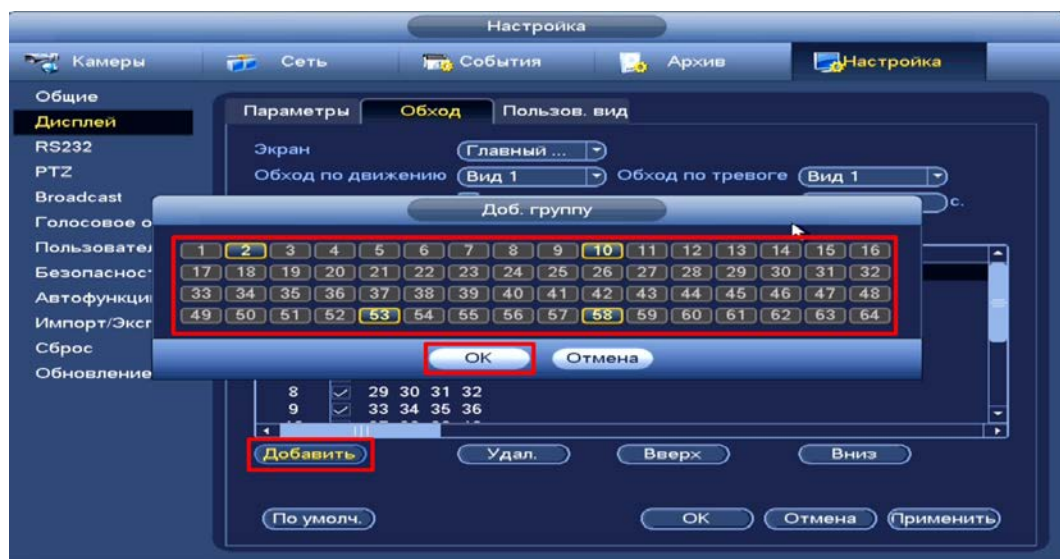 Настройка
Камеры Сеть События Архив Настройка
Общие
Дисплей
RS232
PTZ
Broadcast
Голосовое о
Пользовател
Безопаснос
Автофункци
Импорт/Эксг
Сброс
Обновление
Параметры Обход Пользов. вид
Экран Главный ...
Обход по движению Вид 1 Обход по тревоге Вид 1
с.
Доб. группу
1 2 3 4 5 6 7 8 9 10 11 12 13 14 15 16
17 18 19 20 21 22 23 24 25 26 27 28 29 30 31 32
33 34 35 36 37 38 39 40 41 42 43 44 45 46 47 48
49 50 51 52 53 54 55 56 57 58 59 60 61 62 63 64
OK Отмена
8 29 30 31 32
9 33 34 35 36
Добавить Удал. Вверх Вниз
По умолч. OK Отмена Применить